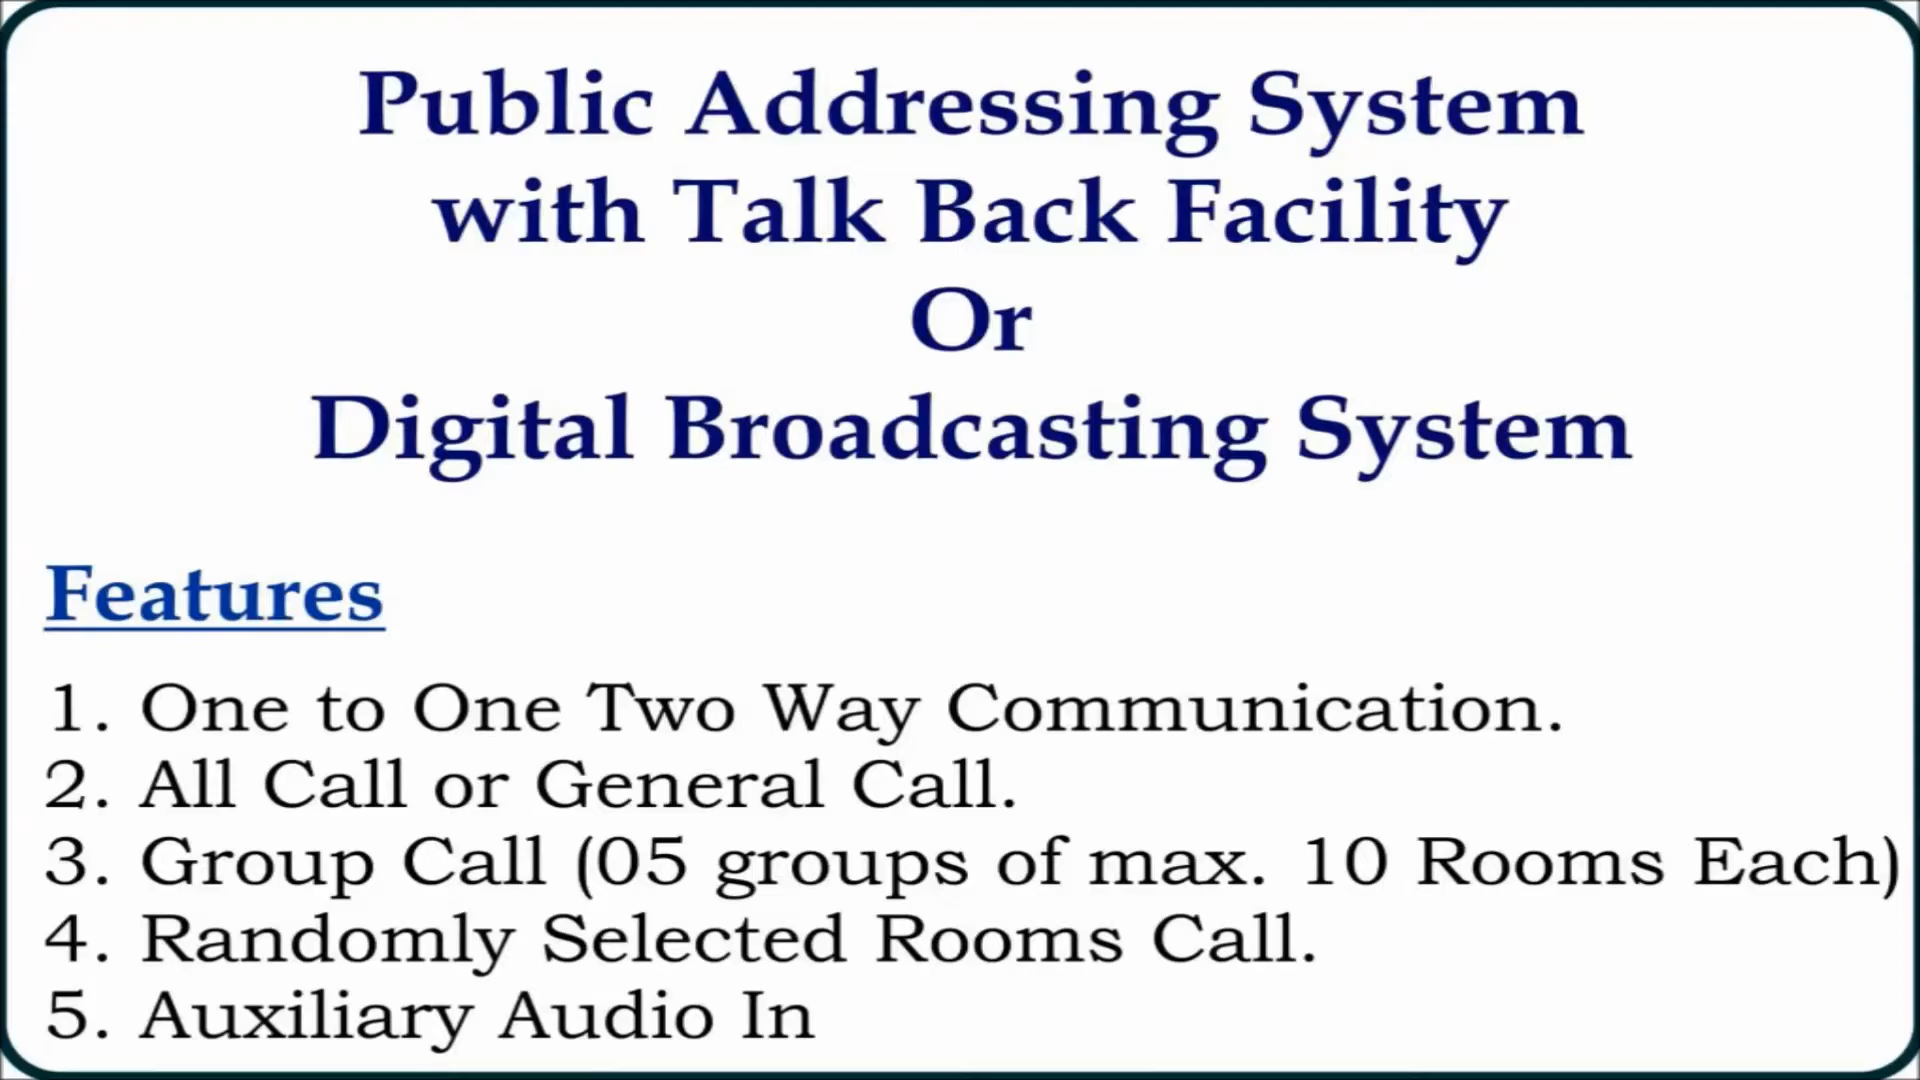 Public Addressing System
with Talk Back Facility
Or
Digital Broadcasting System
Features
1. One to One Two Way Communication.
2. All Call or General Call.
3. Group Call (05 groups of max. 10 Rooms Each)
4. Randomly Selected Rooms Call.
5. Auxiliary Audio In